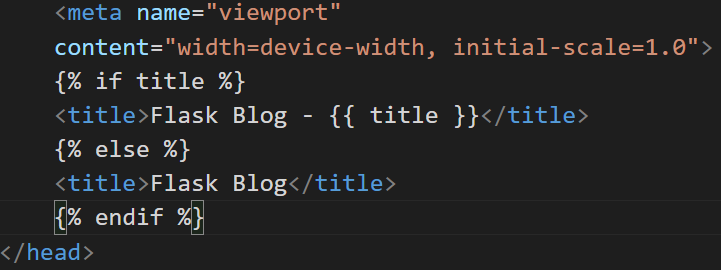 <meta name="viewport"
content="width=device-width, initial-scale=1.0">
{% if title %}
<title>Flask Blog - {{ title }}</title>
{% else %}
<title>Flask Blog</title>
{% endif %}
</head>